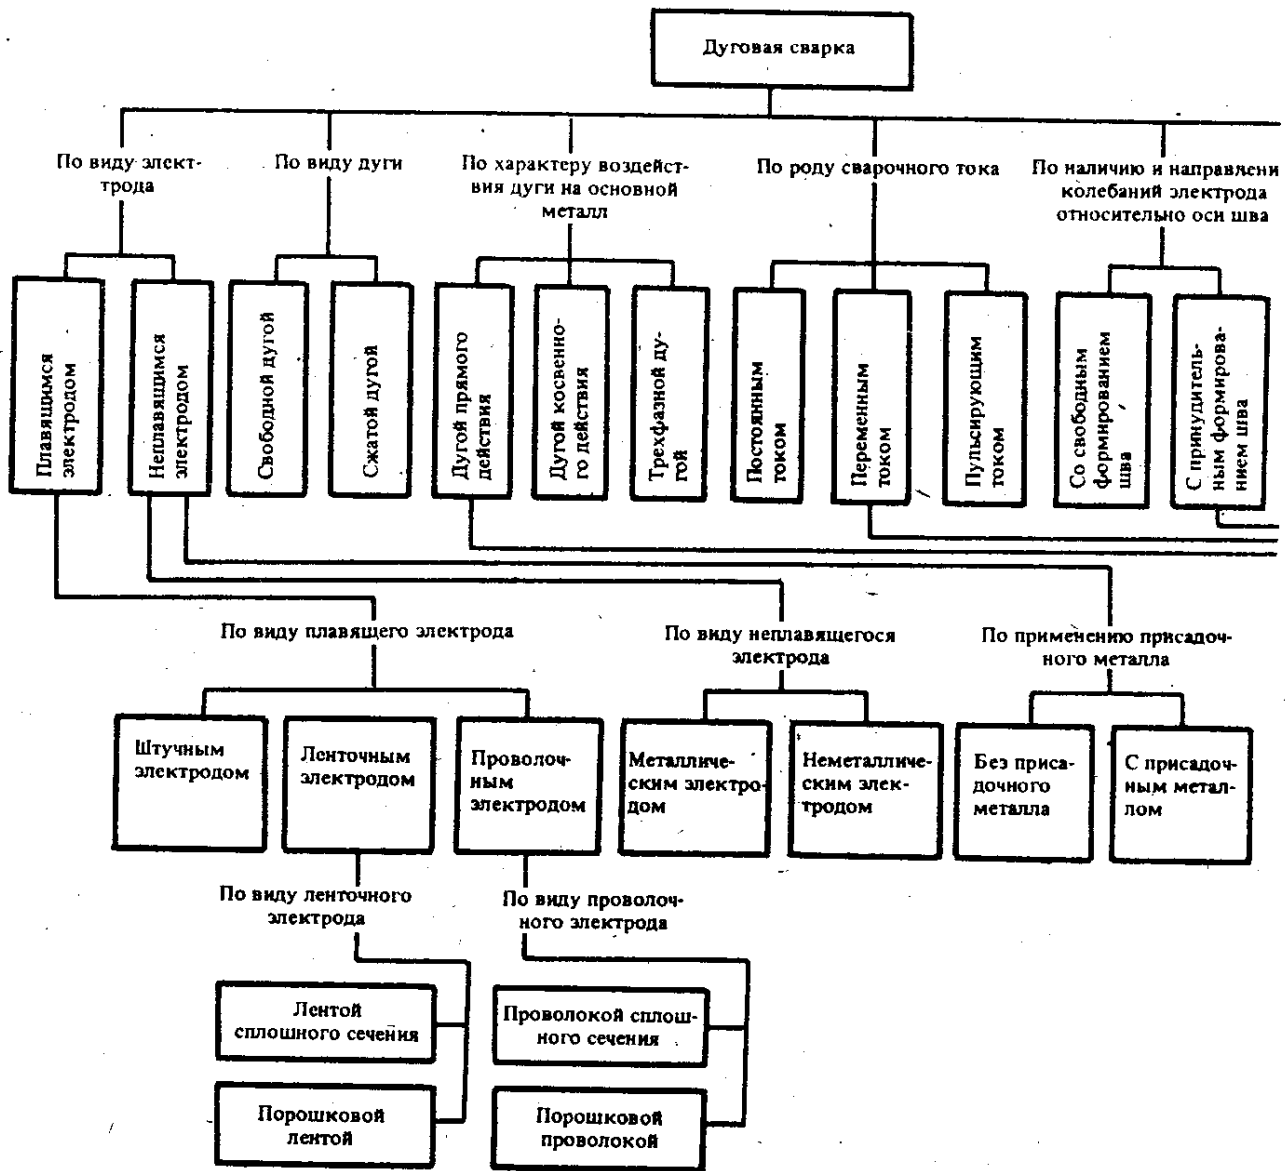 Дуговая сварка
По виду элект-
трода
По виду дуги
По характеру воздейст-
вия дуги на основной
металл
По роду сварочного тока
По наличию и направлени
колебаний электрода
относительно оси шва
Плавящимся
электродом
Неплавящимся
электродом
Свободной дугой
Сжатой дугой
Дугой прямого
действия
Дугой косвенно-
го действия
Трехфазной ду-
гой
Постоянным
током
Переменным
током
Пульсирующим
током
Со свободным
формированием
шва
С принудитель-
ным формирова-
нием шва
По виду плавящего электрода
По виду неплавящегося
электрода
По применению присадоч-
ного металла
Штучным
электродом
Ленточным
электродом
Проволоч-
ным
электродом
Металличе-
ским электро-
дом
Неметалличе-
ским элек-
тродом
Без приса-
дочного
металла
С присадоч-
ным метал-
лом
По виду ленточного
электрода
По виду проволоч-
ного электрода
Лентой
сплошного сечения
Проволокой сплош-
ного сечения
Порошковой
лентой
Порошковой
проволокой